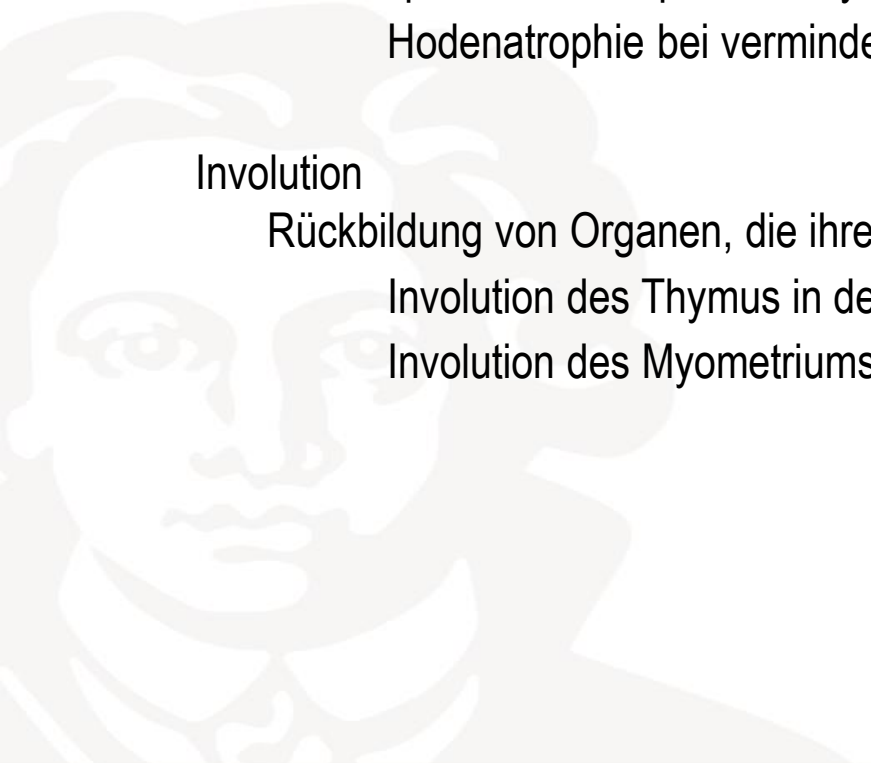 Hodenatrophie bei verminde
Involution
Rückbildung von Organen, die ihre
Involution des Thymus in de
Involution des Myometriums